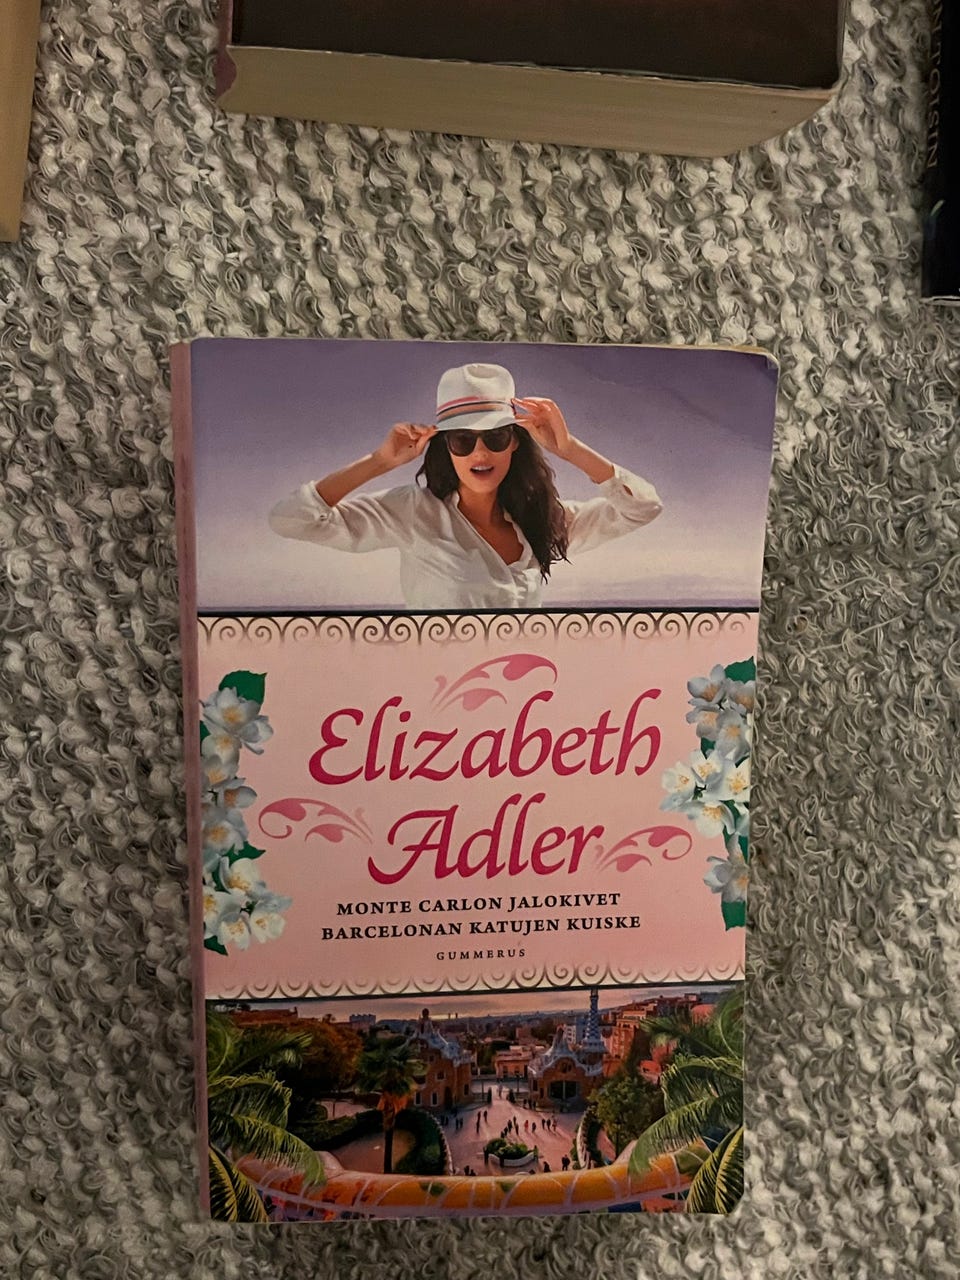 Elizabeth
Adler
MONTE CARLON JALOKIVET
BARCELONAN KATUJEN KUISKE
GUMMERUS